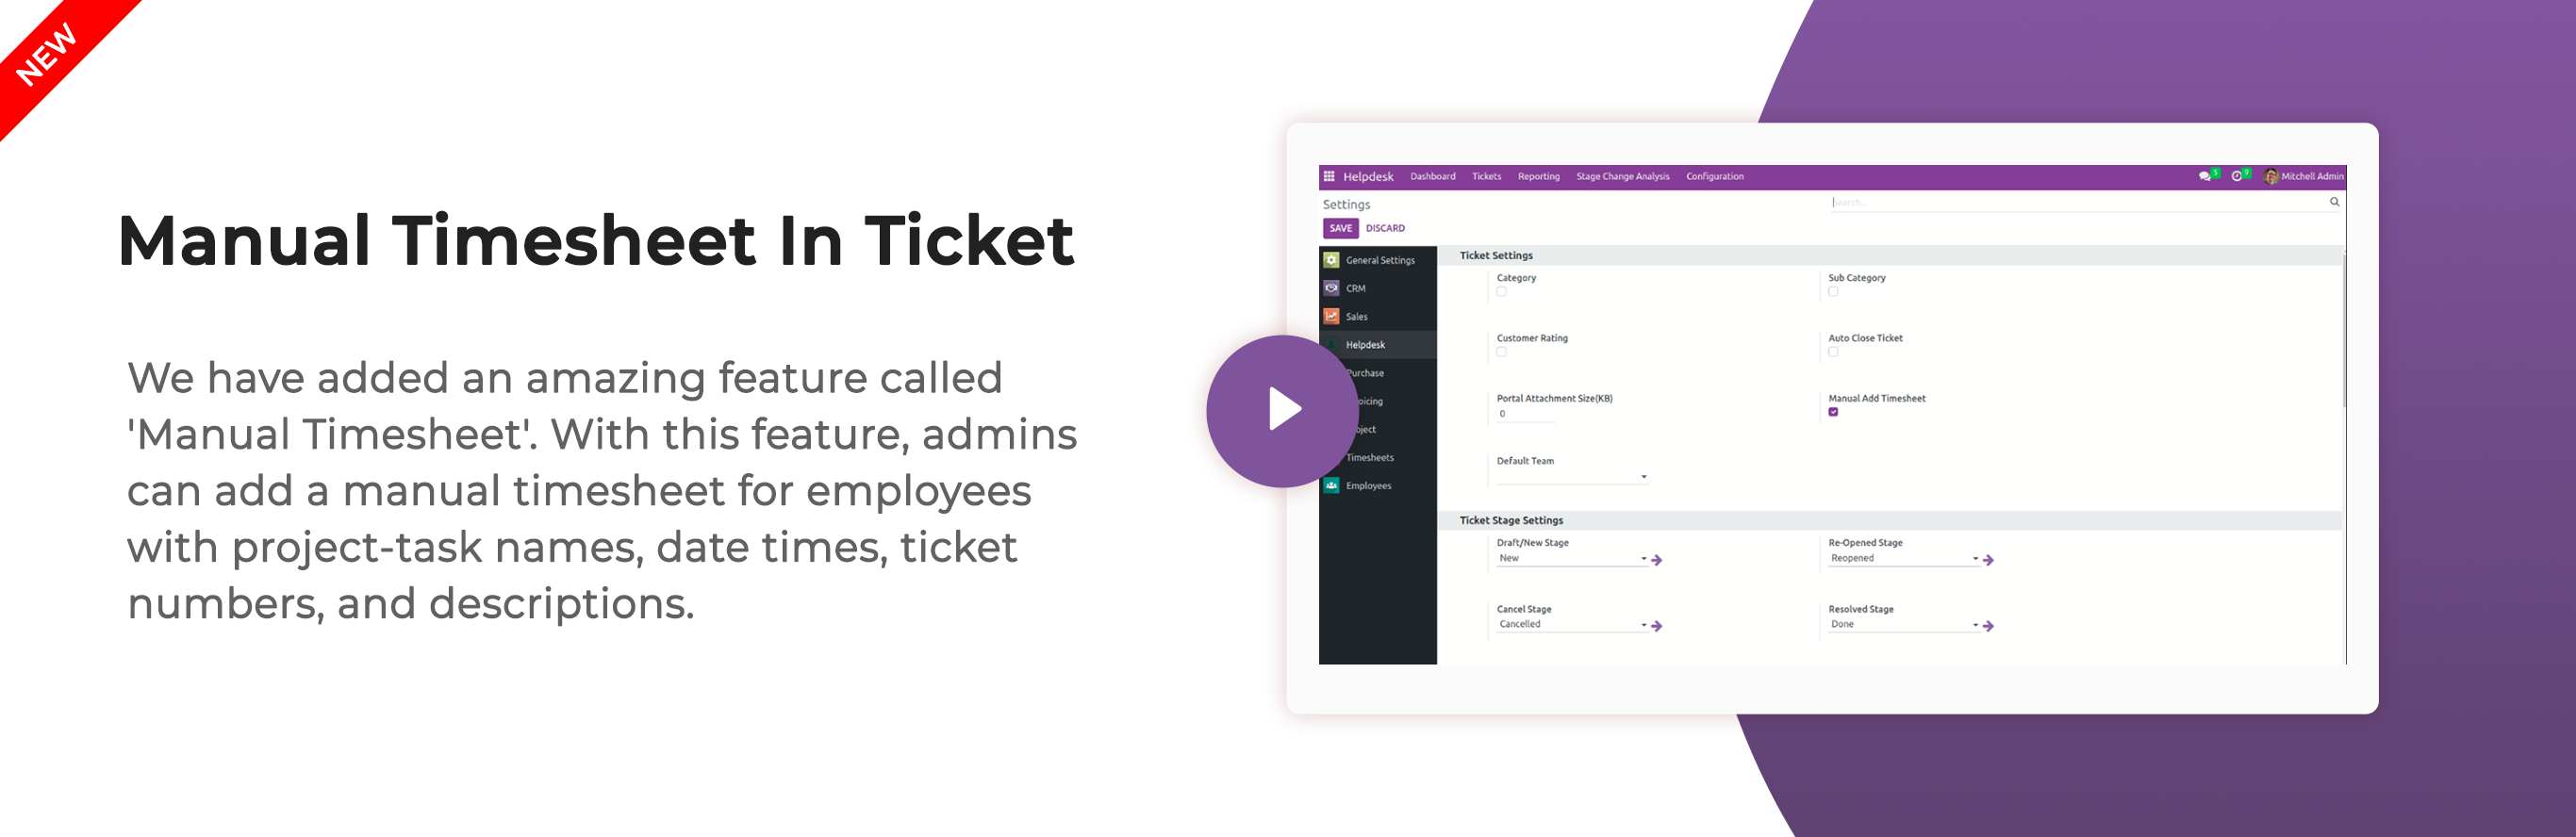 NEW
Manual Timesheet In Ticket
We have added an amazing feature called
'Manual Timesheet'. With this feature, admins
can add a manual timesheet for employees
with project-task names, date times, ticket
numbers, and descriptions.
Helpdesk Dashboard Tickets Reporting Stage Change Analysis Configuration 5 9 Mitchell Admin
Settings Search...
SAVE DISCARD
General Settings
CRM
Sales
Helpdesk
Purchase
oicing
oject
Timesheets
Employees
Ticket Settings
Category Sub Category
Customer Rating Auto Close Ticket
Portal Attachment Size(KB) Manual Add Timesheet
0
Default Team
Ticket Stage Settings
Draft/New Stage Re-Opened Stage
New Reopened
Cancel Stage Resolved Stage
Cancelled Done